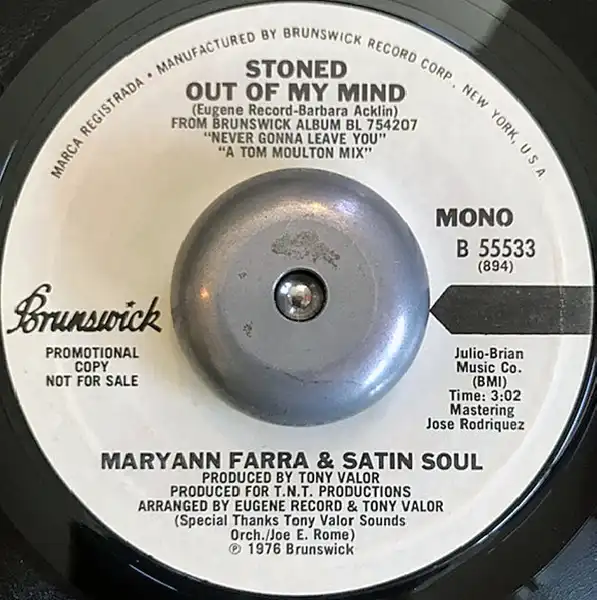 MARCA REGISTRADA • MANUFACTURED BY BRUNSWICK RECORD CORP., NEW YORK, U.S.A
STONED
OUT OF MY MIND
(Eugene Record-Barbara Acklin)
FROM BRUNSWICK ALBUM BL 754207
"NEVER GONNA LEAVE YOU"
"A TOM MOULTON MIX"
MONO
B 55533
(894)
Brunswick
PROMOTIONAL
COPY
NOT FOR SALE
Julio-Brian
Music Co.
(BMI)
Time: 3:02
Mastering
Jose Rodriquez
MARYANN FARRA & SATIN SOUL
PRODUCED BY TONY VALOR
PRODUCED FOR T.N.T. PRODUCTIONS
ARRANGED BY EUGENE RECORD & TONY VALOR
(Special Thanks Tony Valor Sounds
Orch./Joe E. Rome)
℗ 1976 Brunswick